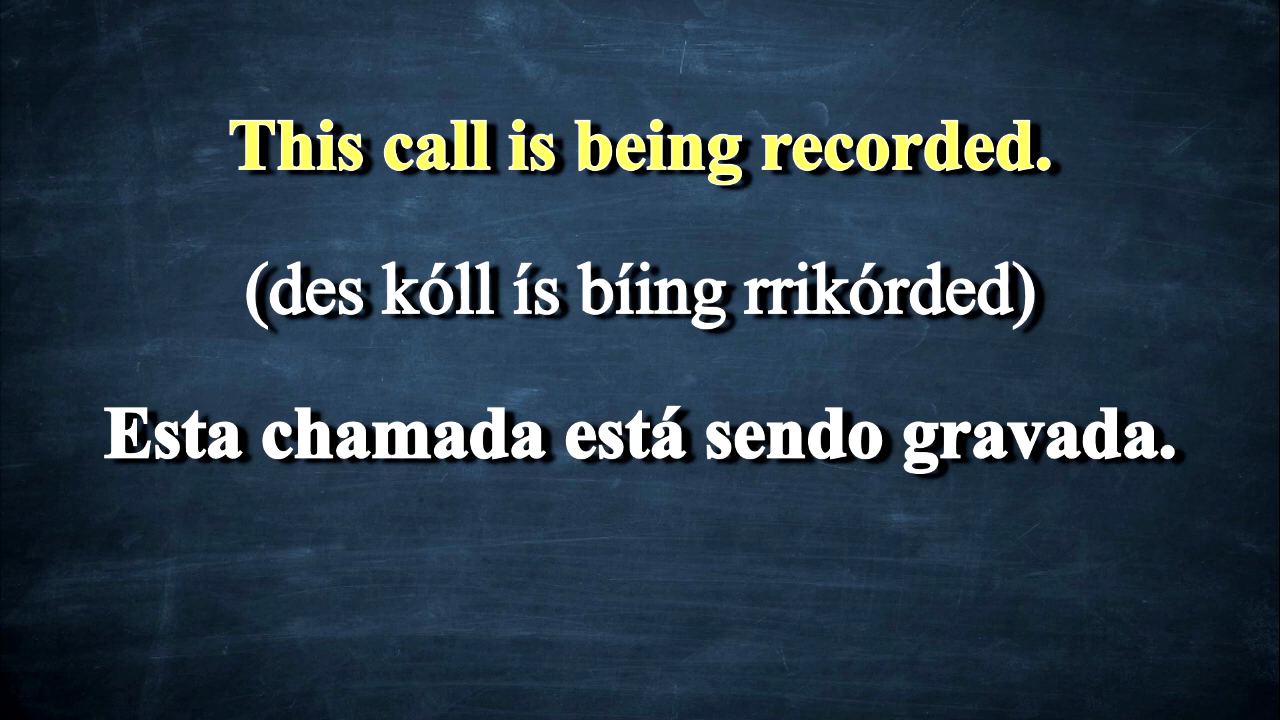 This call is being recorded.
(des kóll ís bíing rrikórded)
Esta chamada está sendo gravada.